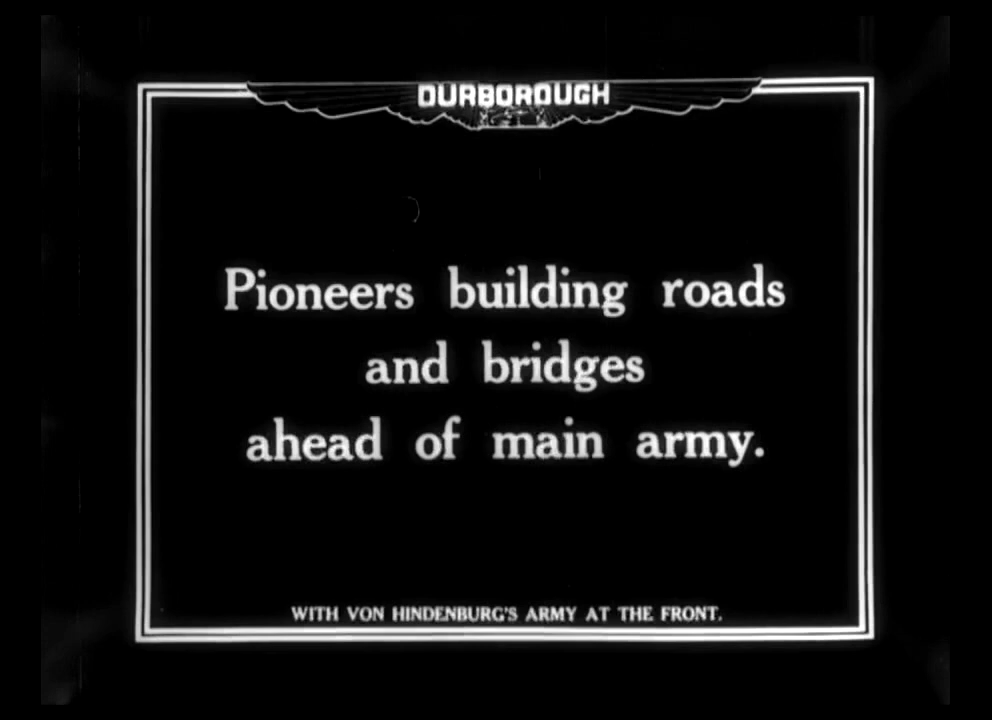 DURBOROUGH
Pioneers building roads
and bridges
ahead of main army.
WITH VON HINDENBURG'S ARMY AT THE FRONT.